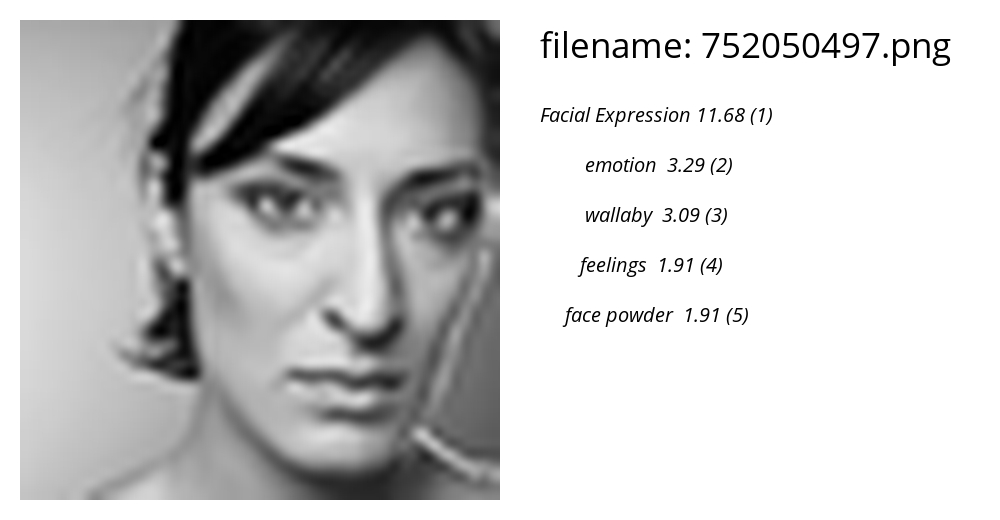 filename: 752050497.png
Facial Expression 11.68 (1)
emotion 3.29 (2)
wallaby 3.09 (3)
feelings 1.91 (4)
face powder 1.91 (5)